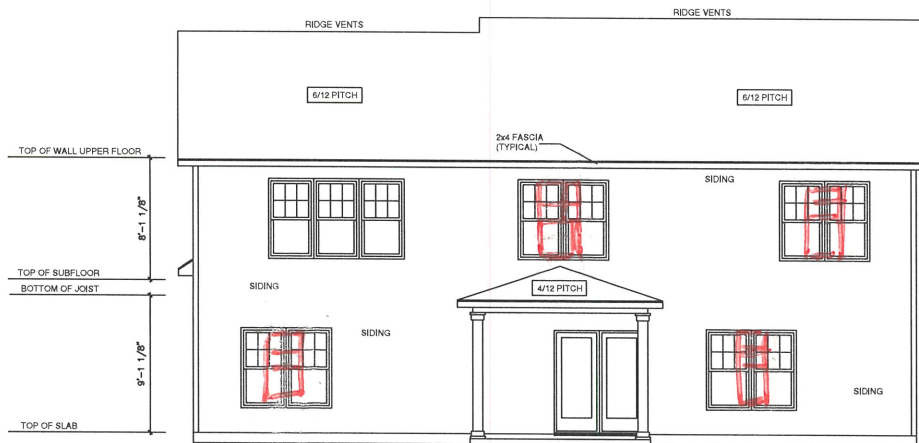 RIDGE VENTS
RIDGE VENTS
6/12 PITCH
6/12 PITCH
2x4 FASCIA
(TYPICAL)
TOP OF WALL UPPER FLOOR
SIDING
8'-1 1/8"
TOP OF SUBFLOOR
BOTTOM OF JOIST
SIDING
4/12 PITCH
SIDING
9'-1 1/8"
SIDING
TOP OF SLAB